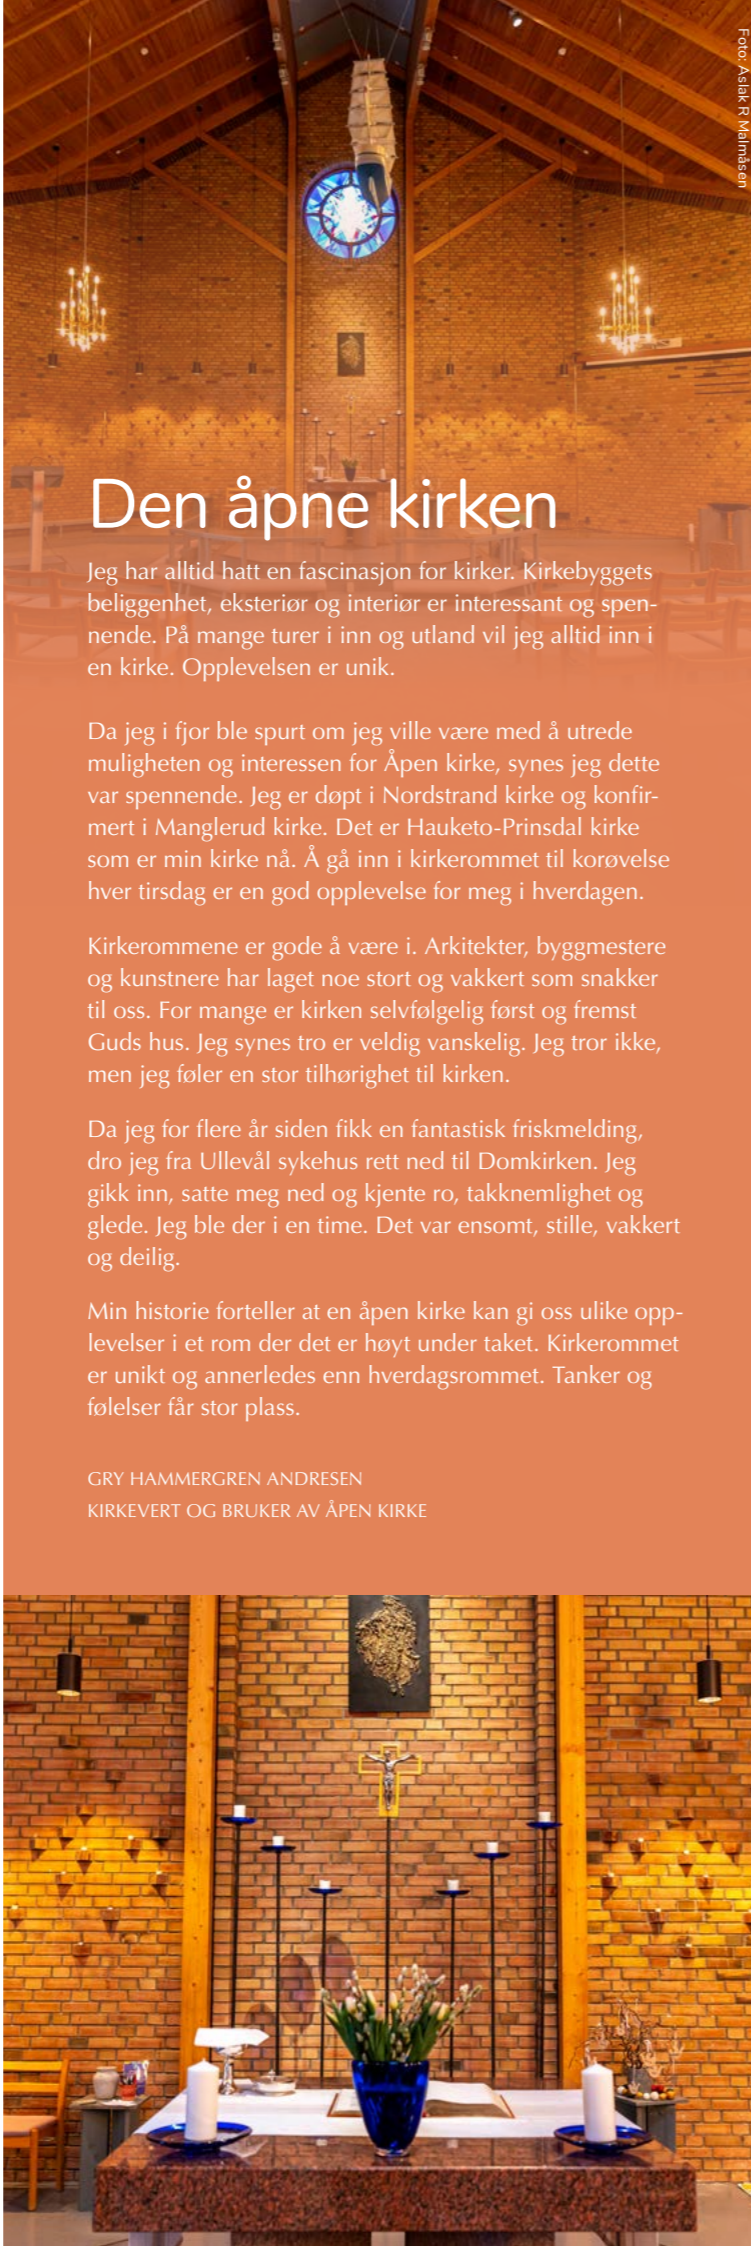 Foto: Aslak R Malmåsen
Den åpne kirken
Jeg har alltid hatt en fascinasjon for kirker. Kirkebyggets
beliggenhet, eksteriør og interiør er interessant og spen-
nende. På mange turer i inn og utland vil jeg alltid inn i
en kirke. Opplevelsen er unik.
Da jeg i fjor ble spurt om jeg ville være med å utrede
muligheten og interessen for Åpen kirke, synes jeg dette
var spennende. Jeg er døpt i Nordstrand kirke og konfir-
mert i Manglerud kirke. Det er Hauketo-Prinsdal kirke
som er min kirke nå. Å gå inn i kirkerommet til korøvelse
hver tirsdag er en god opplevelse for meg i hverdagen.
Kirkerommene er gode å være i. Arkitekter, byggmestere
og kunstnere har laget noe stort og vakkert som snakker
til oss. For mange er kirken selvfølgelig først og fremst
Guds hus. Jeg synes tro er veldig vanskelig. Jeg tror ikke,
men jeg føler en stor tilhørighet til kirken.
Da jeg for flere år siden fikk en fantastisk friskmelding,
dro jeg fra Ullevål sykehus rett ned til Domkirken. Jeg
gikk inn, satte meg ned og kjente ro, takknemlighet og
glede. Jeg ble der i en time. Det var ensomt, stille, vakkert
og deilig.
Min historie forteller at en åpen kirke kan gi oss ulike opp-
levelser i et rom der det er høyt under taket. Kirkerommet
er unikt og annerledes enn hverdagsrommet. Tanker og
følelser får stor plass.
GRY HAMMERGREN ANDRESEN
KIRKEVERT OG BRUKER AV ÅPEN KIRKE